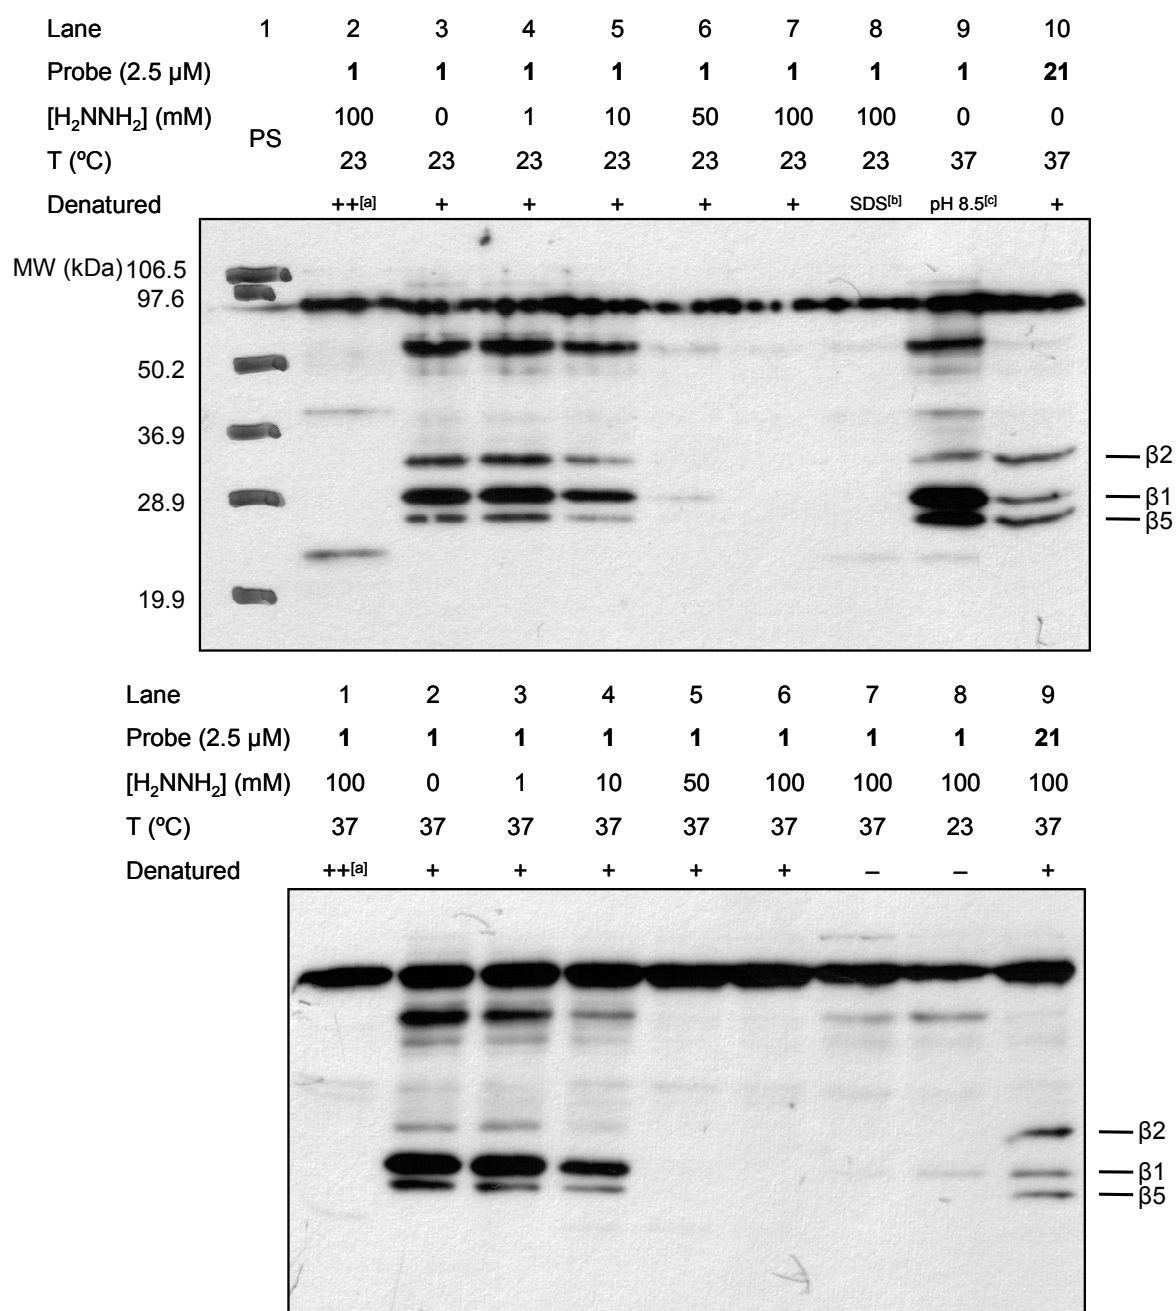 Lane 1 2 3 4 5 6 7 8 9 10
Probe (2.5 µM) 1 1 1 1 1 1 1 1 21
[H₂NNH₂] (mM) 100 0 1 10 50 100 100 0 0
PS
T (ºC) 23 23 23 23 23 23 23 37 37
Denatured ++[a] + + + + + SDS[b] pH 8.5[c] +
MW (kDa) 106.5
97.6
50.2
36.9
β2
28.9
β1
β5
19.9
Lane 1 2 3 4 5 6 7 8 9
Probe (2.5 µM) 1 1 1 1 1 1 1 1 21
[H₂NNH₂] (mM) 100 0 1 10 50 100 100 100 100
T (ºC) 37 37 37 37 37 37 37 23 37
Denatured ++[a] + + + + + – – +
β2
β1
β5